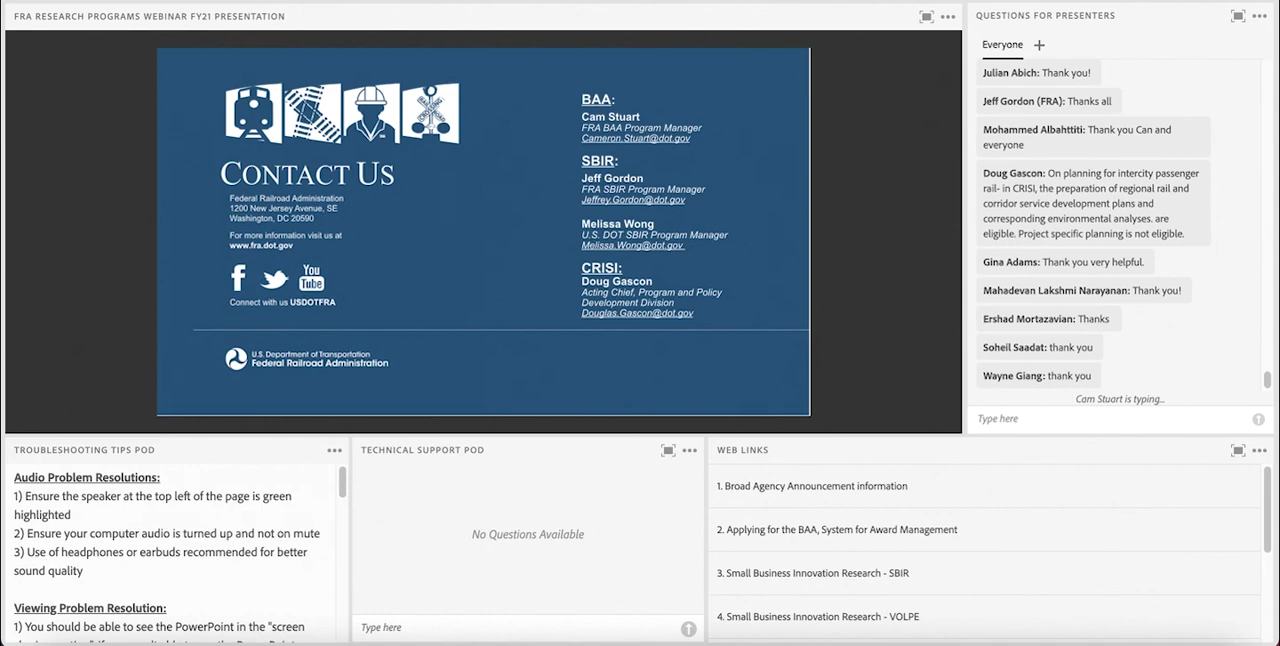 FRA RESEARCH PROGRAMS WEBINAR FY21 PRESENTATION
CONTACT US
Federal Railroad Administration
1200 New Jersey Avenue, SE
Washington, DC 20590
For more information visit us at
www.fra.dot.gov
You
Tube
Connect with us USDOTFRA
U.S. Department of Transportation
Federal Railroad Administration
BAA:
Cam Stuart
FRA BAA Program Manager
Cameron.Stuart@dot.gov
SBIR:
Jeff Gordon
FRA SBIR Program Manager
Jeffrey.Gordon@dot.gov
Melissa Wong
U.S. DOT SBIR Program Manager
Melissa.Wong@dot.gov
CRISI:
Doug Gascon
Acting Chief, Program and Policy
Development Division
Douglas.Gascon@dot.gov
QUESTIONS FOR PRESENTERS
Everyone +
Julian Abich: Thank you!
Jeff Gordon (FRA): Thanks all
Mohammed Albahttiti: Thank you Can and
everyone
Doug Gascon: On planning for intercity passenger
rail- in CRISI, the preparation of regional rail and
corridor service development plans and
corresponding environmental analyses. are
eligible. Project specific planning is not eligible.
Gina Adams: Thank you very helpful.
Mahadevan Lakshmi Narayanan: Thank you!
Ershad Mortazavian: Thanks
Soheil Saadat: thank you
Wayne Giang: thank you
Cam Stuart is typing...
Type here
TROUBLESHOOTING TIPS POD
Audio Problem Resolutions:
1) Ensure the speaker at the top left of the page is green
highlighted
2) Ensure your computer audio is turned up and not on mute
3) Use of headphones or earbuds recommended for better
sound quality
Viewing Problem Resolution:
1) You should be able to see the PowerPoint in the "screen
TECHNICAL SUPPORT POD
No Questions Available
Type here
WEB LINKS
1. Broad Agency Announcement information
2. Applying for the BAA, System for Award Management
3. Small Business Innovation Research - SBIR
4. Small Business Innovation Research - VOLPE